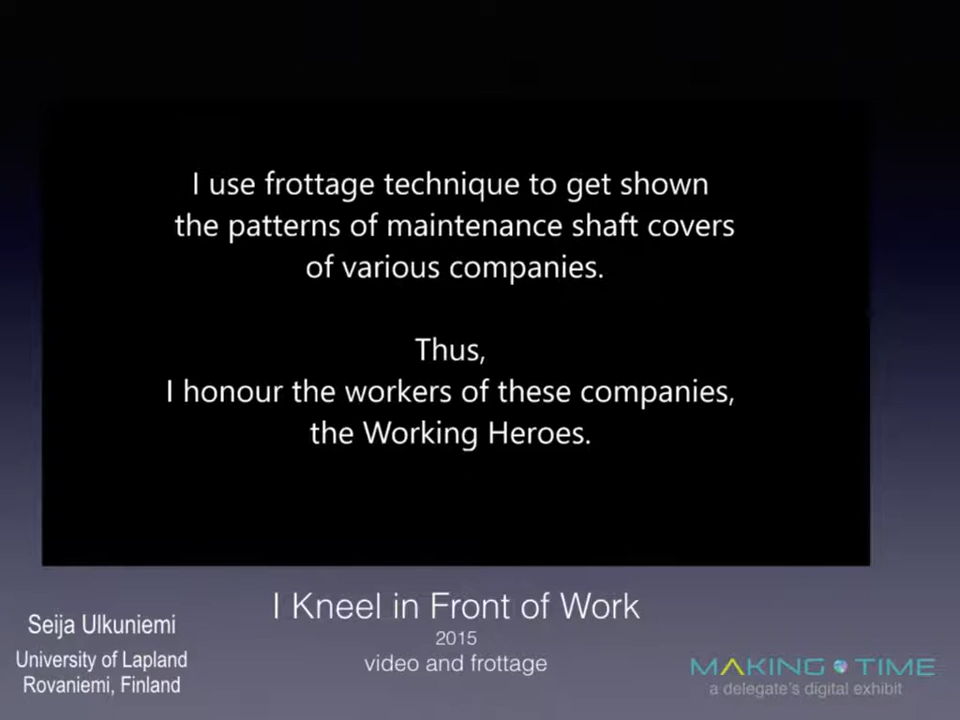 I use frottage technique to get shown
the patterns of maintenance shaft covers
of various companies.
Thus,
I honour the workers of these companies,
the Working Heroes.
I Kneel in Front of Work
2015
video and frottage
Seija Ulkuniemi
University of Lapland
Rovaniemi, Finland
MAKING TIME
a delegate's digital exhibit